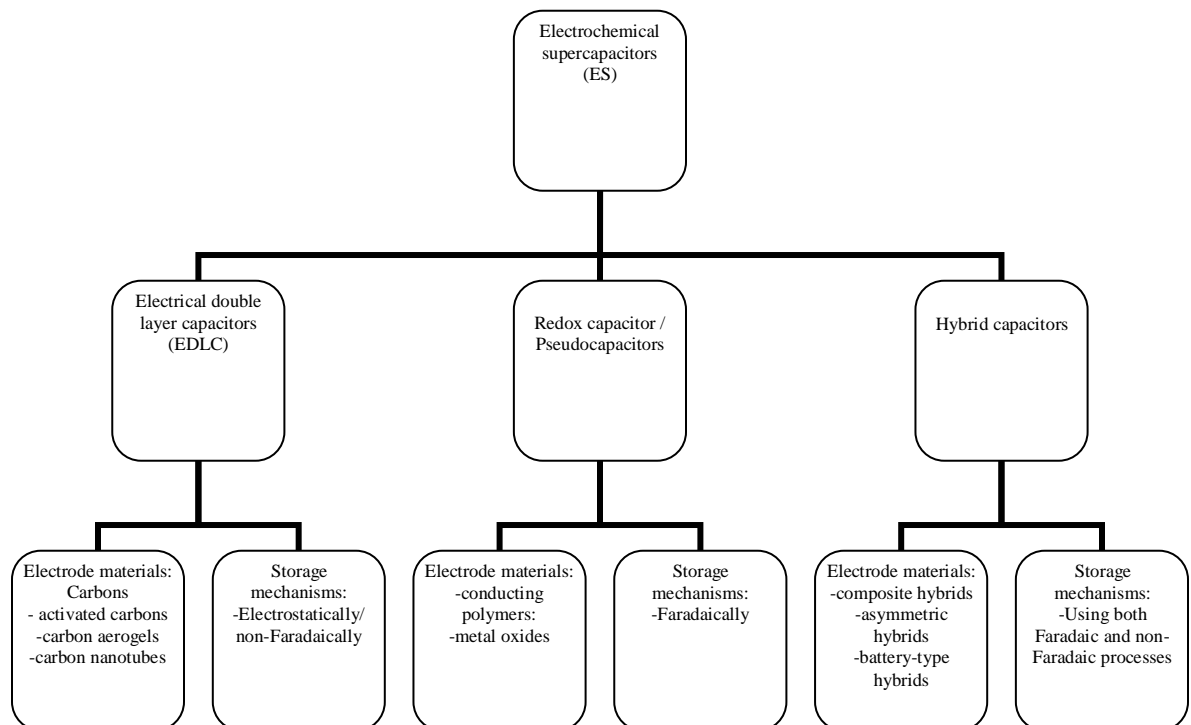 Electrochemical
supercapacitors
(ES)
Electrical double
layer capacitors
(EDLC)
Redox capacitor /
Pseudocapacitors
Hybrid capacitors
Electrode materials:
Carbons
- activated carbons
-carbon aerogels
-carbon nanotubes
Storage
mechanisms:
-Electrostatically/
non-Faradaically
Electrode materials:
-conducting
polymers:
-metal oxides
Storage
mechanisms:
-Faradaically
Electrode materials:
-composite hybrids
-asymmetric
hybrids
-battery-type
hybrids
Storage
mechanisms:
-Using both
Faradaic and non-
Faradaic processes